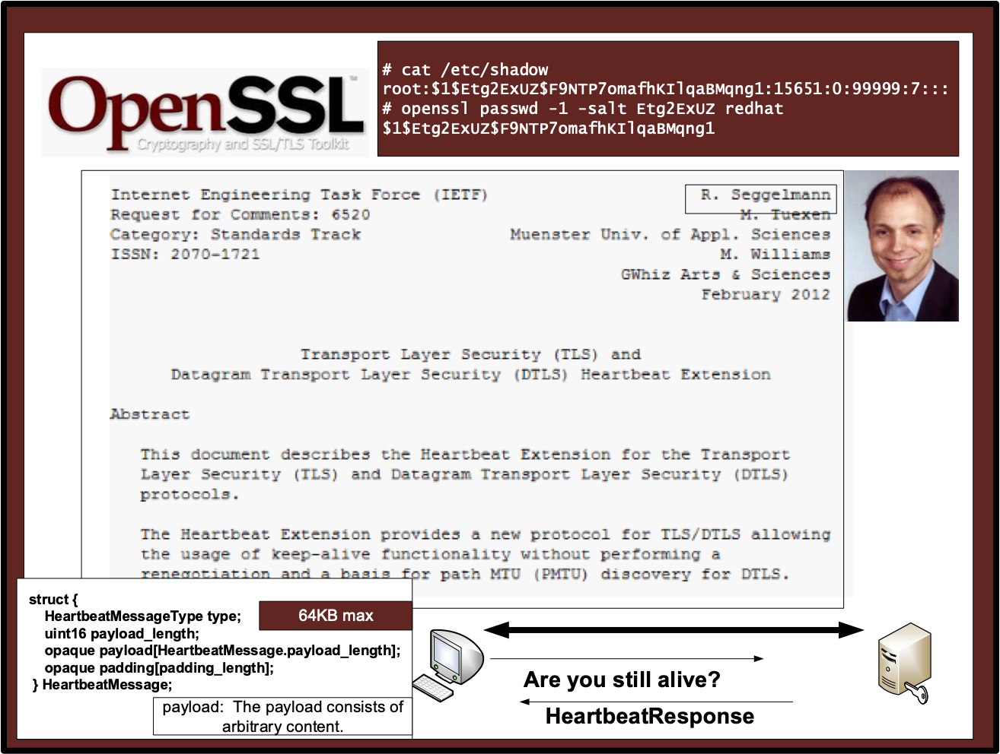 OpenSSL™
Cryptography and SSL/TLS Toolkit
# cat /etc/shadow
root:$1$Etg2ExUZ$F9NTP7omafhKIlqaBMqng1:15651:0:99999:7:::
# openssl passwd -1 -salt Etg2ExUZ redhat
$1$Etg2ExUZ$F9NTP7omafhKIlqaBMqng1
Internet Engineering Task Force (IETF) R. Seggelmann
Request for Comments: 6520 M. Tuexen
Category: Standards Track Muenster Univ. of Appl. Sciences
ISSN: 2070-1721 M. Williams
GWhiz Arts & Sciences
February 2012
Transport Layer Security (TLS) and
Datagram Transport Layer Security (DTLS) Heartbeat Extension
Abstract
This document describes the Heartbeat Extension for the Transport
Layer Security (TLS) and Datagram Transport Layer Security (DTLS)
protocols.
The Heartbeat Extension provides a new protocol for TLS/DTLS allowing
the usage of keep-alive functionality without performing a
renegotiation and a basis for path MTU (PMTU) discovery for DTLS.
struct {
HeartbeatMessageType type;
uint16 payload_length;
opaque payload[HeartbeatMessage.payload_length];
opaque padding[padding_length];
} HeartbeatMessage;
64KB max
payload: The payload consists of
arbitrary content.
Are you still alive?
HeartbeatResponse